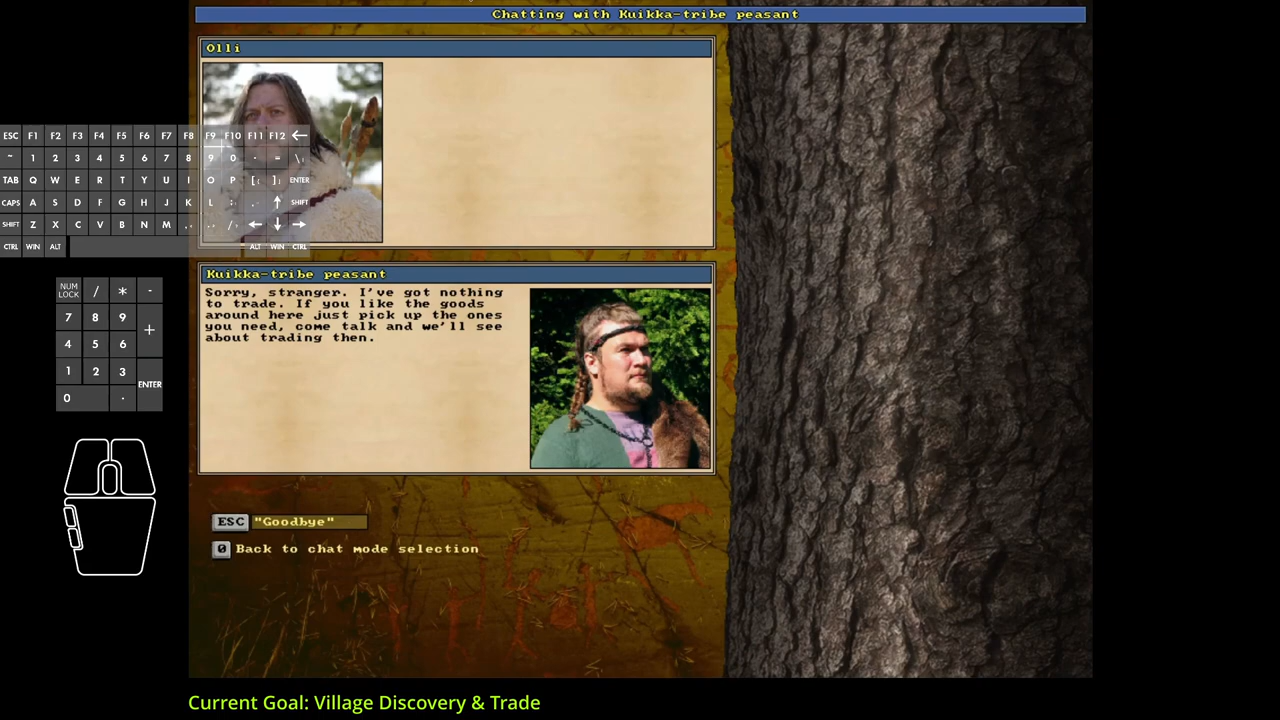 Chatting with Kuikka-tribe peasant
Olli
ESC F1 F2 F3 F4 F5 F6 F7 F8 F9 F10 F11 F12 ←
~ 1 2 3 4 5 6 7 8 9 0 - = \
TAB Q W E R T Y U I O P [ ] ENTER
CAPS A S D F G H J K L ; ↑ SHIFT
SHIFT Z X C V B N M , . / ← ↓ →
CTRL WIN ALT ALT WIN CTRL
Kuikka-tribe peasant
Sorry, stranger. I've got nothing
to trade. If you like the goods
around here just pick up the ones
you need, come talk and we'll see
about trading then.
NUM LOCK / * -
7 8 9 +
4 5 6
1 2 3 ENTER
0 .
ESC "Goodbye"
0 Back to chat mode selection
Current Goal: Village Discovery & Trade